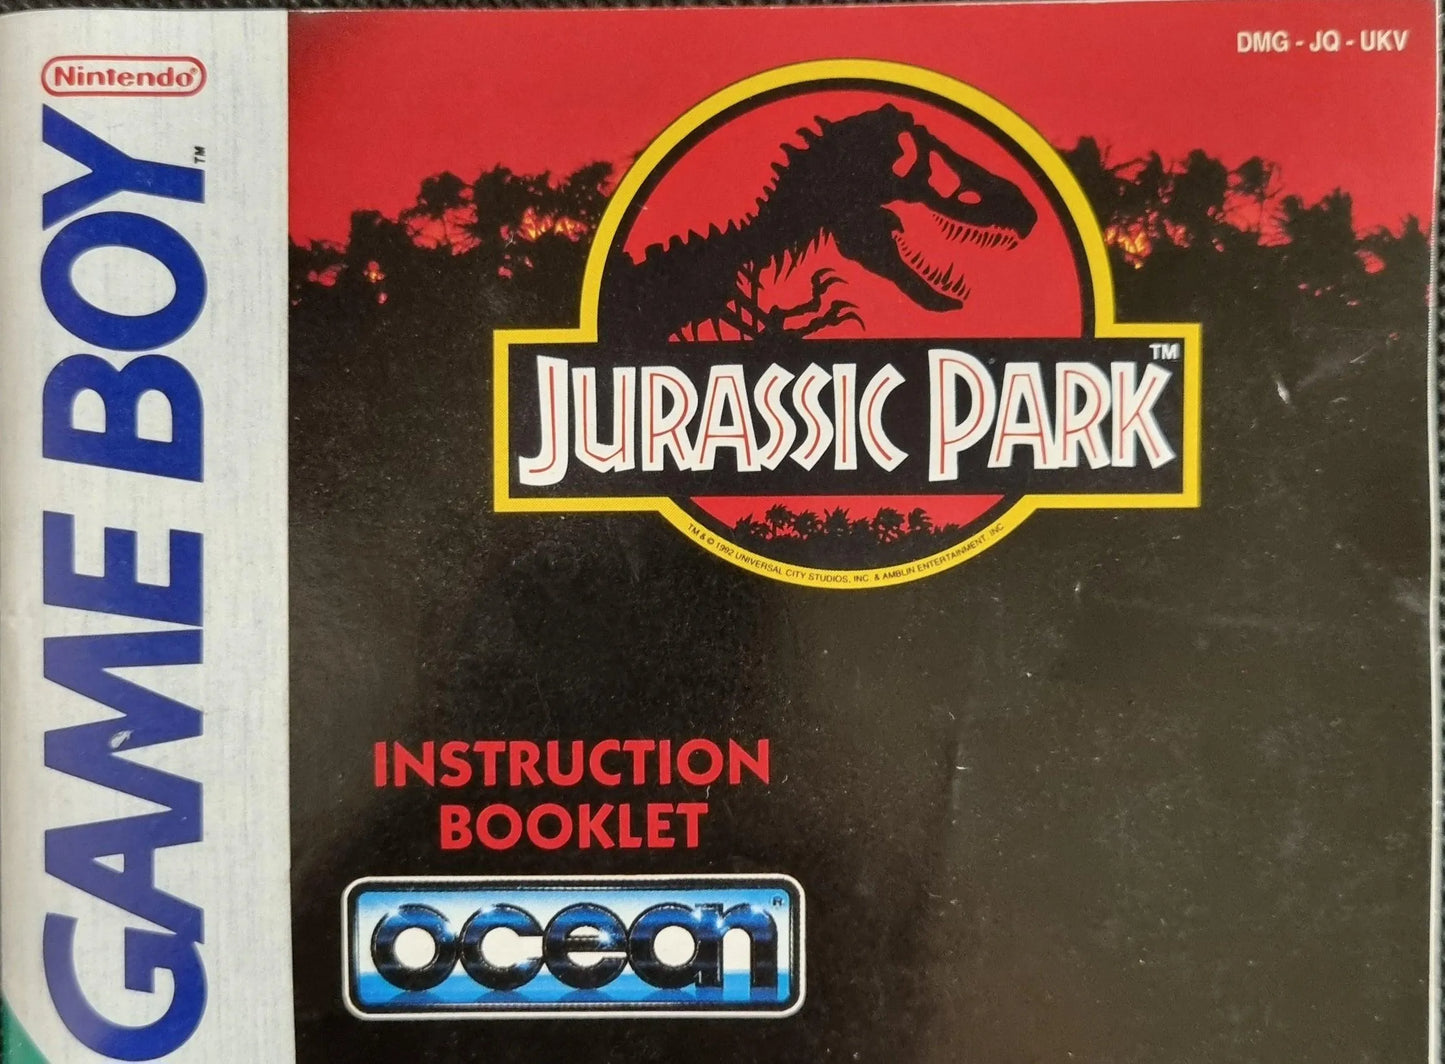 Nintendo®
GAME BOY™
DMG - JQ - UKV
JURASSIC PARK™
TM & © 1992 UNIVERSAL CITY STUDIOS, INC. & AMBLIN ENTERTAINMENT, INC
INSTRUCTION
BOOKLET
ocean®